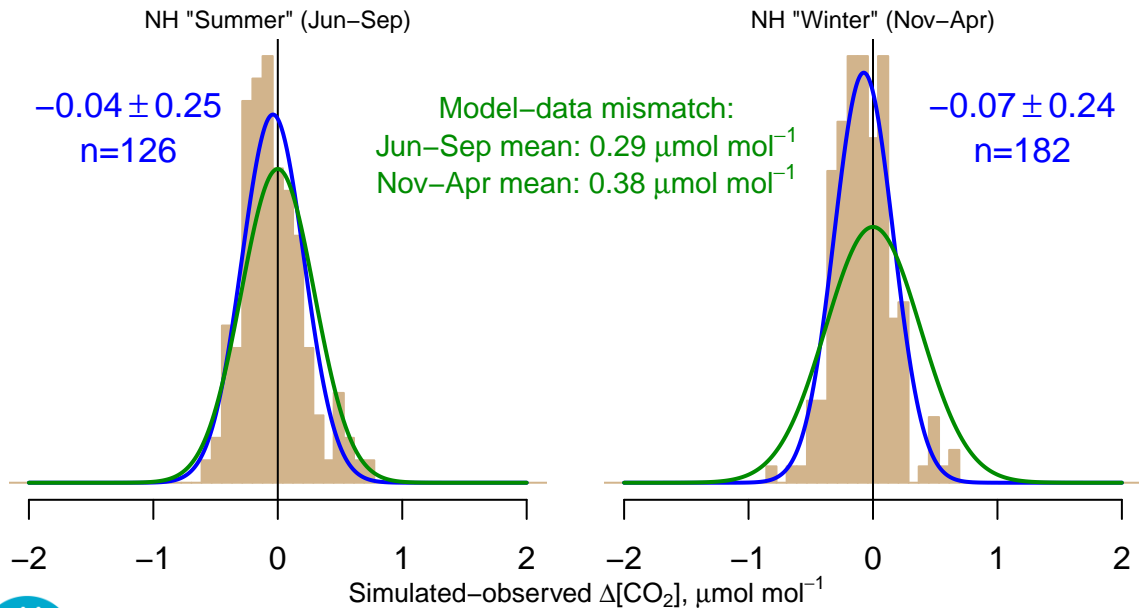 NH "Summer" (Jun−Sep)
−0.04 ± 0.25
n=126
Model−data mismatch:
Jun−Sep mean: 0.29 μmol mol⁻¹
Nov−Apr mean: 0.38 μmol mol⁻¹
NH "Winter" (Nov−Apr)
−0.07 ± 0.24
n=182
−2 −1 0 1 2
−2 −1 0 1 2
Simulated−observed Δ[CO₂], μmol mol⁻¹